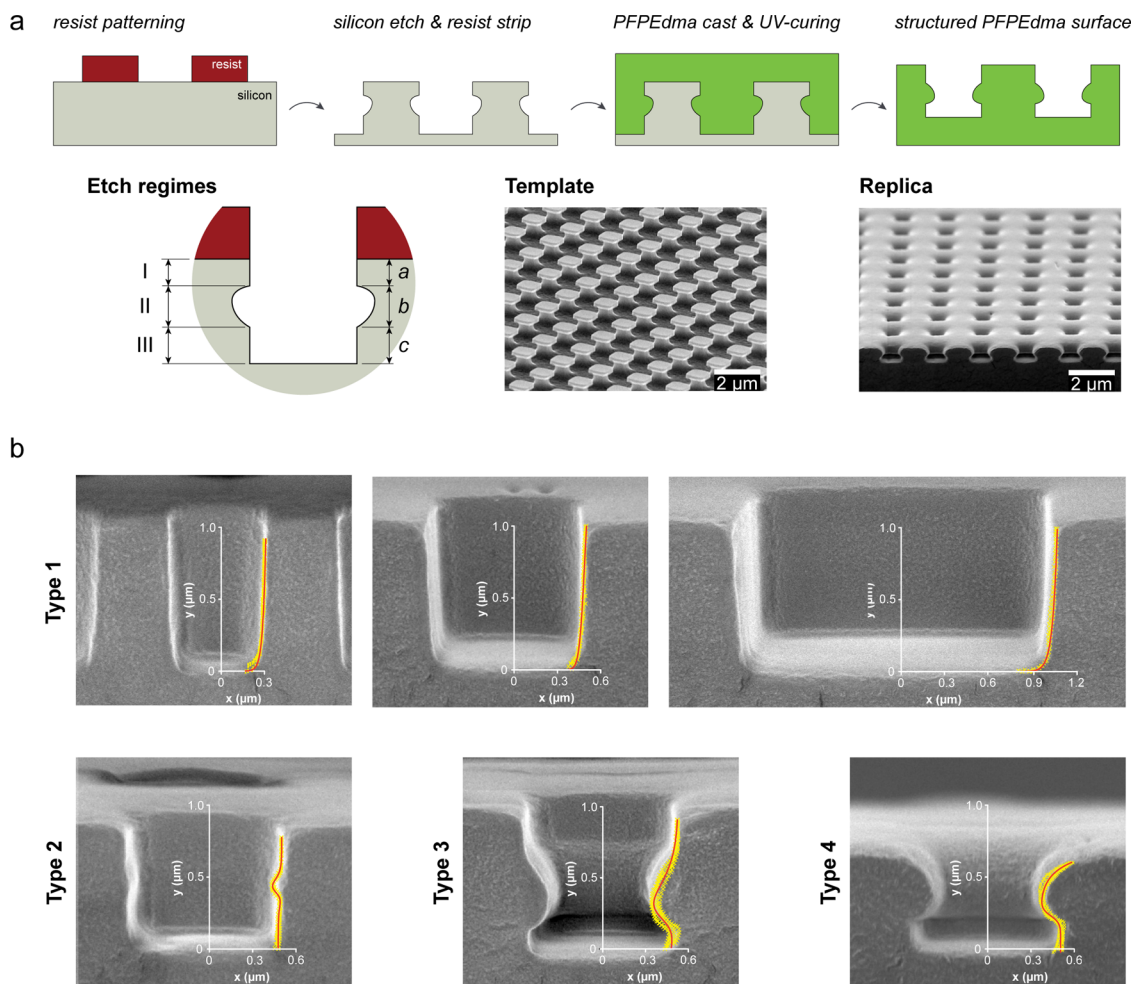 a
resist patterning
silicon etch & resist strip
PFPEdma cast & UV-curing
structured PFPEdma surface
resist
silicon
Etch regimes
Template
Replica
I
II
III
a
b
c
2 µm
2 µm
b
Type 1
y (µm)
1.0
0.5
0
0
0.3
x (µm)
y (µm)
1.0
0.5
0
0
0.3
0.6
x (µm)
y (µm)
1.0
0.5
0
0
0.3
0.6
0.9
1.2
x (µm)
Type 2
y (µm)
1.0
0.5
0
0
0.3
0.6
x (µm)
Type 3
y (µm)
1.0
0.5
0
0
0.3
0.6
x (µm)
Type 4
y (µm)
1.0
0.5
0
0
0.3
0.6
x (µm)